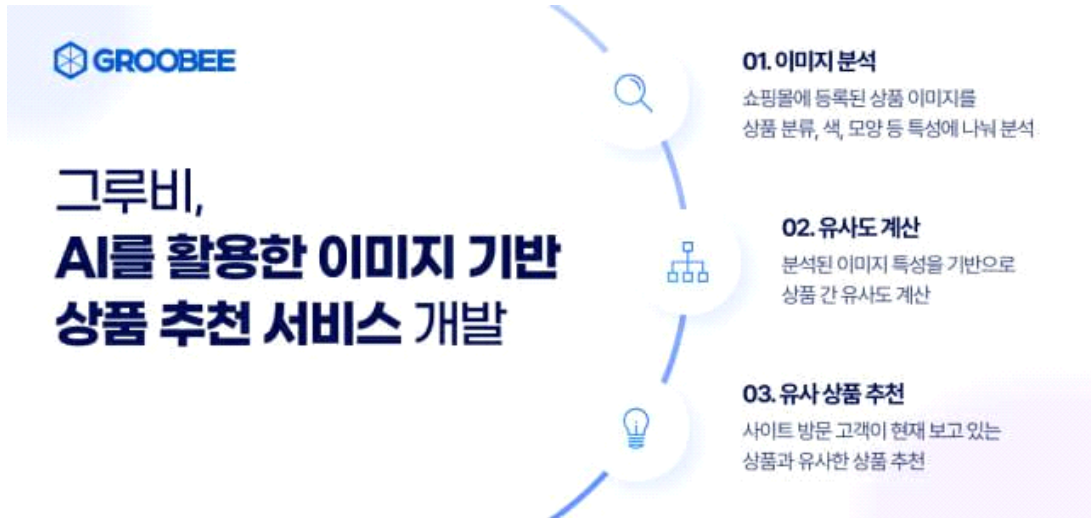 GROOBEE
그루비,
AI를 활용한 이미지 기반
상품 추천 서비스 개발
01. 이미지 분석
쇼핑몰에 등록된 상품 이미지를
상품 분류, 색, 모양 등 특성에 나눠 분석
02. 유사도 계산
분석된 이미지 특성을 기반으로
상품 간 유사도 계산
03. 유사 상품 추천
사이트 방문 고객이 현재 보고 있는
상품과 유사한 상품 추천